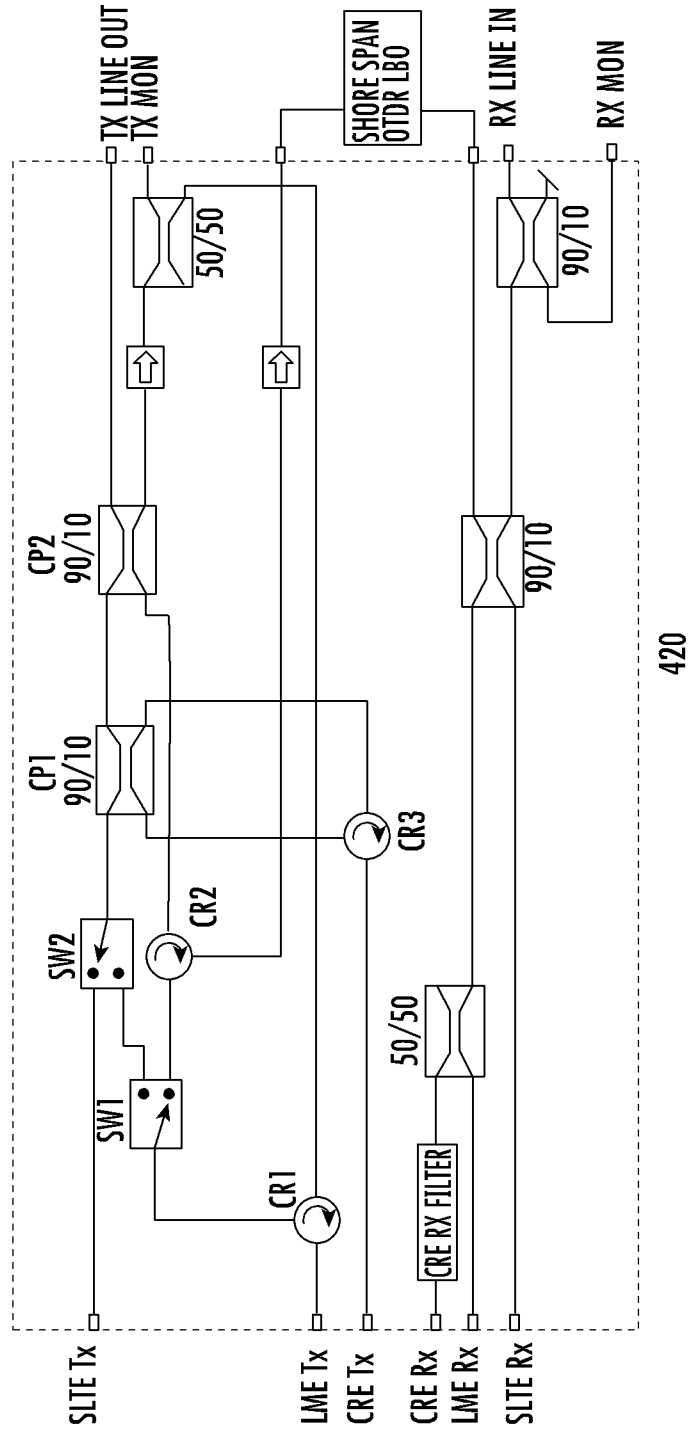 SLTE Tx
LME Tx
CRE Tx
CRE Rx
LME Rx
SLTE Rx
SW1
SW2
CR1
CR2
CR3
CP1
90/10
CP2
90/10
50/50
TX LINE OUT
TX MON
SHORE SPAN
OTDR LBO
RX LINE IN
RX MON
90/10
90/10
50/50
CRE RX FILTER
420